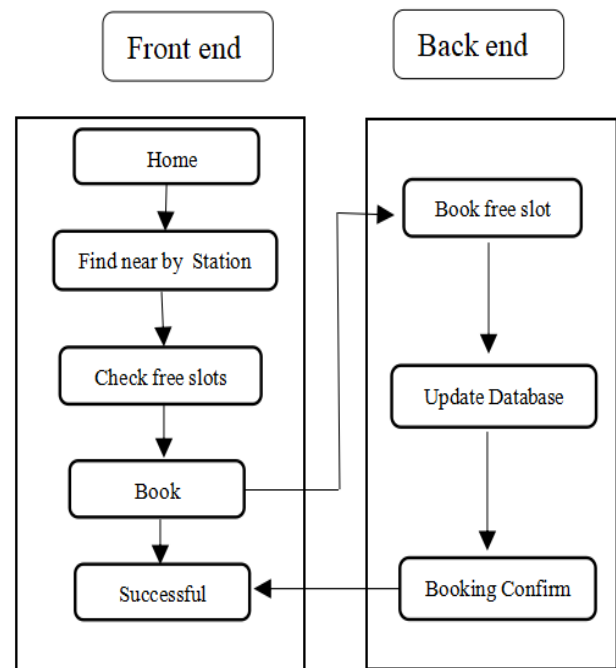 Front end
Back end
Home
Find near by Station
Check free slots
Book
Successful
Book free slot
Update Database
Booking Confirm